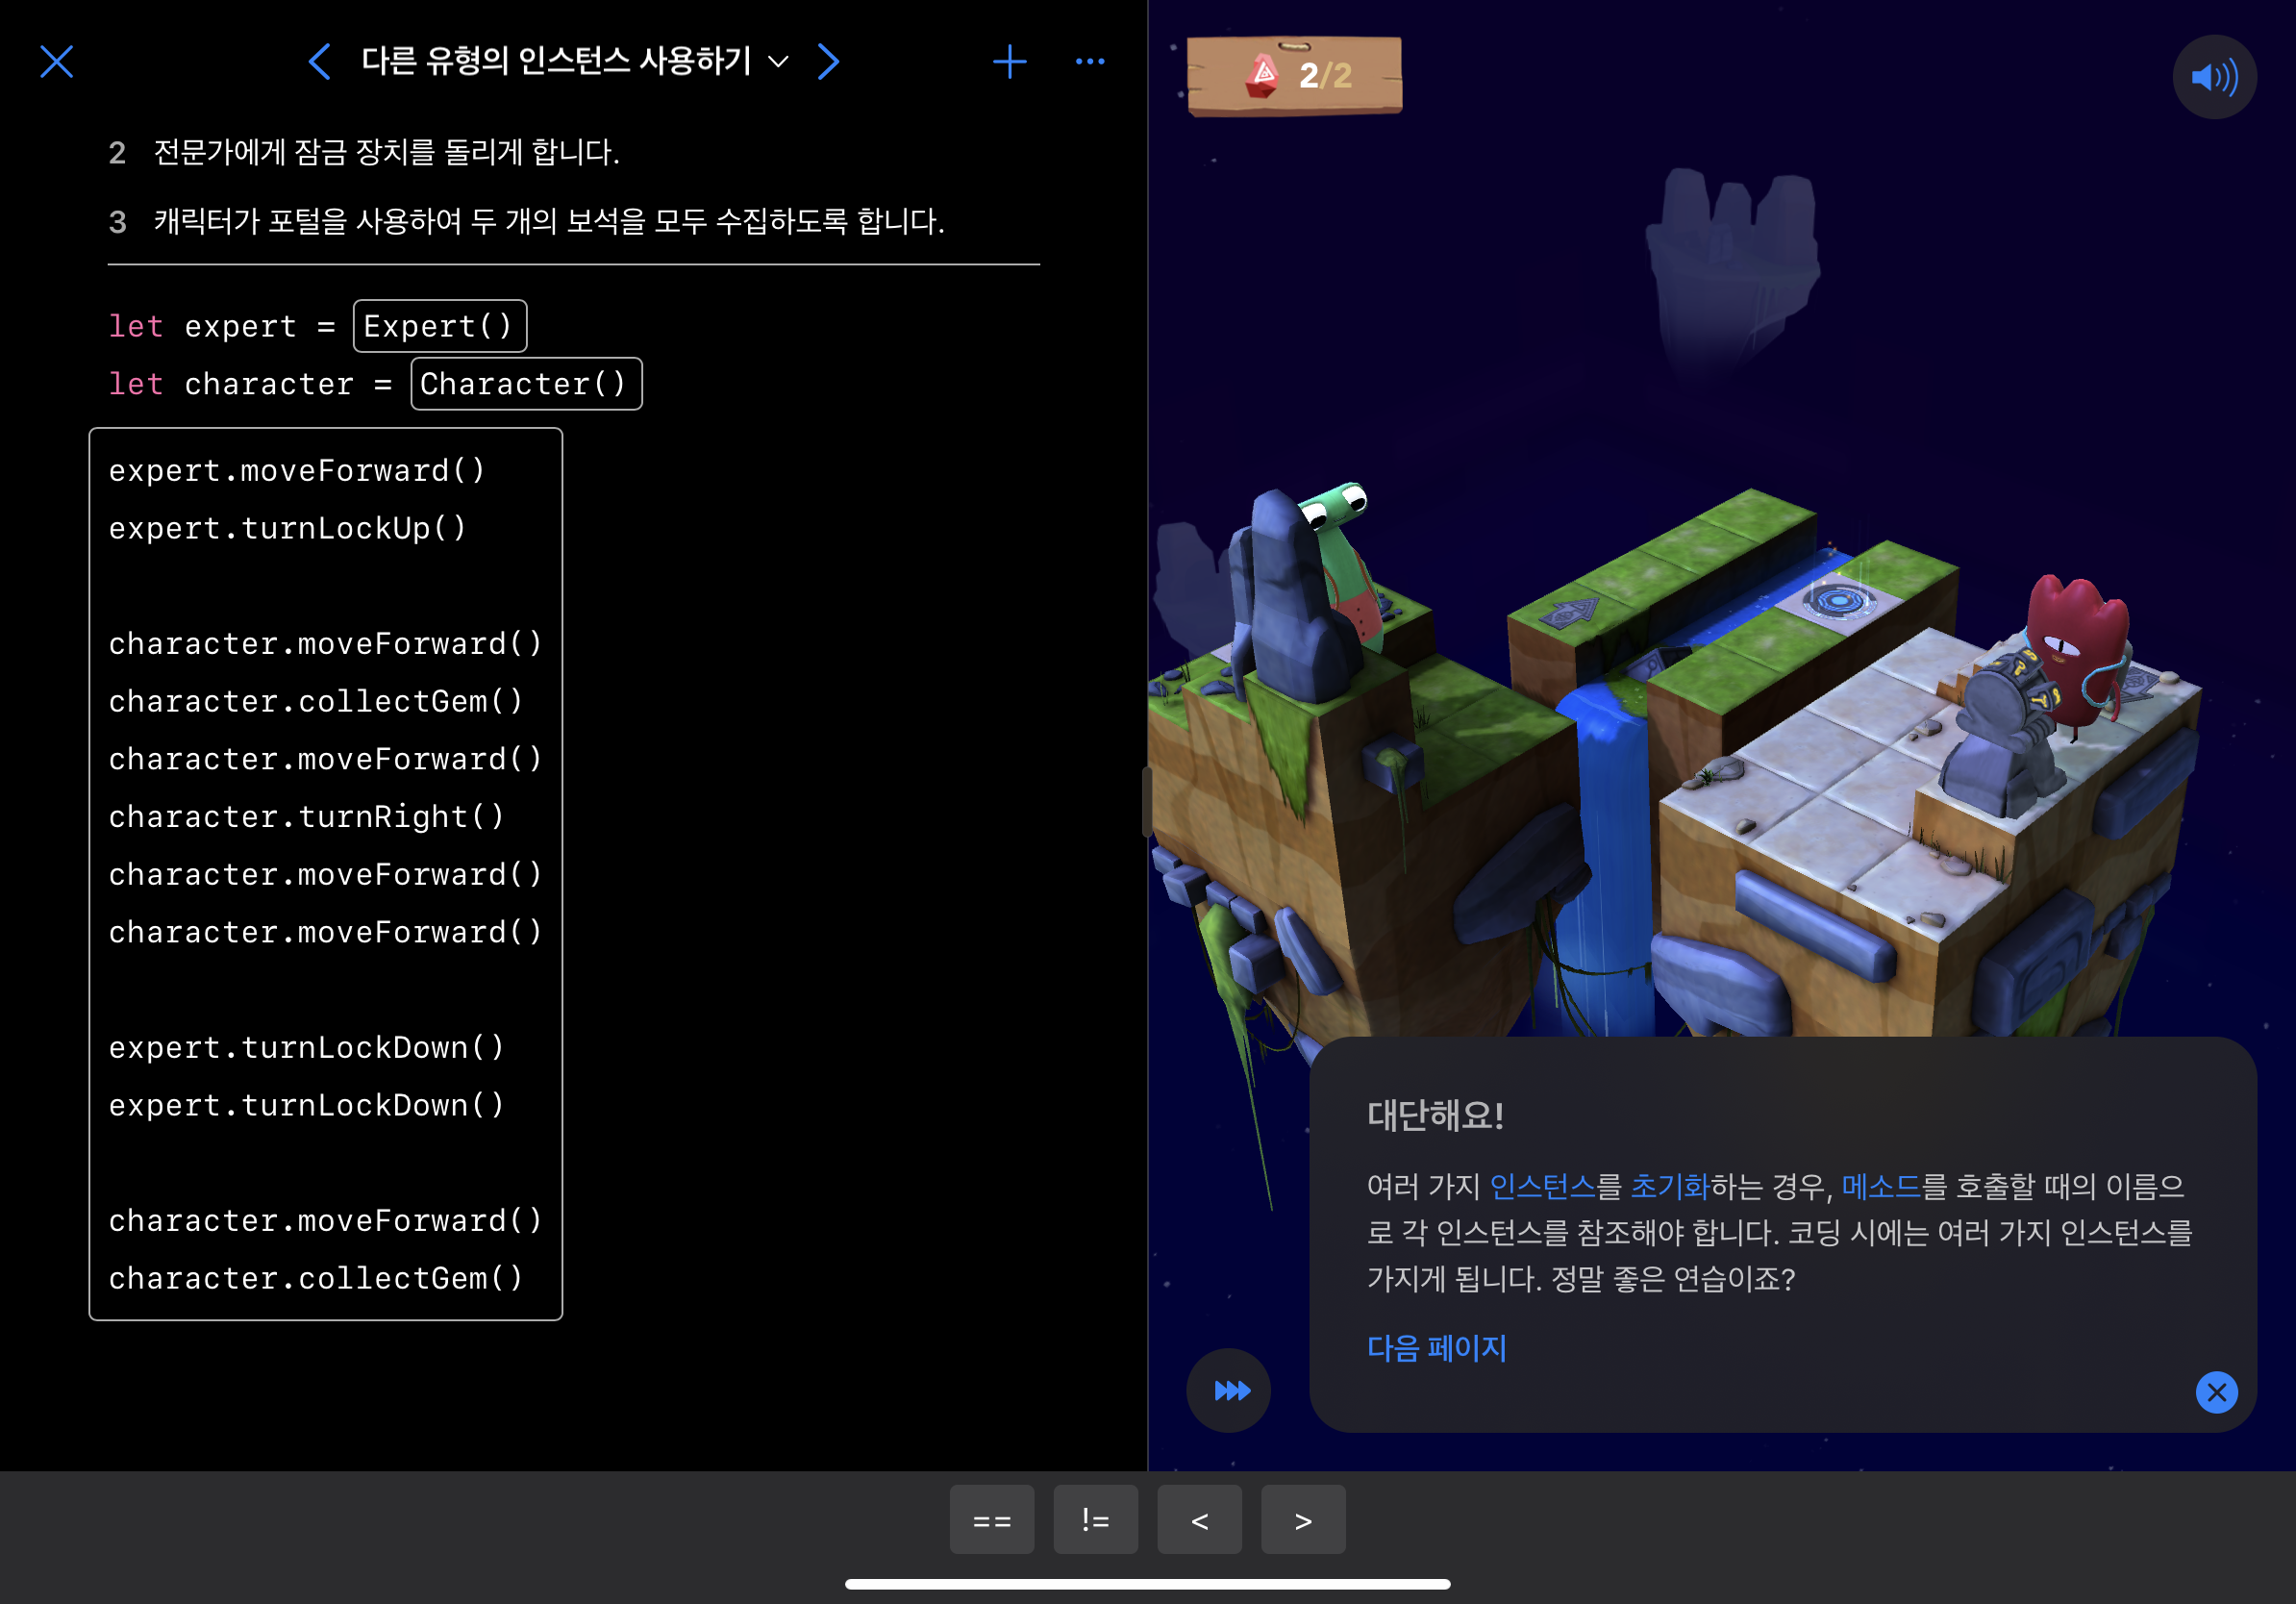 다른 유형의 인스턴스 사용하기
2 전문가에게 잠금 장치를 돌리게 합니다.
3 캐릭터가 포털을 사용하여 두 개의 보석을 모두 수집하도록 합니다.
let expert = Expert()
let character = Character()
expert.moveForward()
expert.turnLockUp()
character.moveForward()
character.collectGem()
character.moveForward()
character.turnRight()
character.moveForward()
character.moveForward()
expert.turnLockDown()
expert.turnLockDown()
character.moveForward()
character.collectGem()
2/2
대단해요!
여러 가지 인스턴스를 초기화하는 경우, 메소드를 호출할 때의 이름으
로 각 인스턴스를 참조해야 합니다. 코딩 시에는 여러 가지 인스턴스를
가지게 됩니다. 정말 좋은 연습이죠?
다음 페이지
== != < >